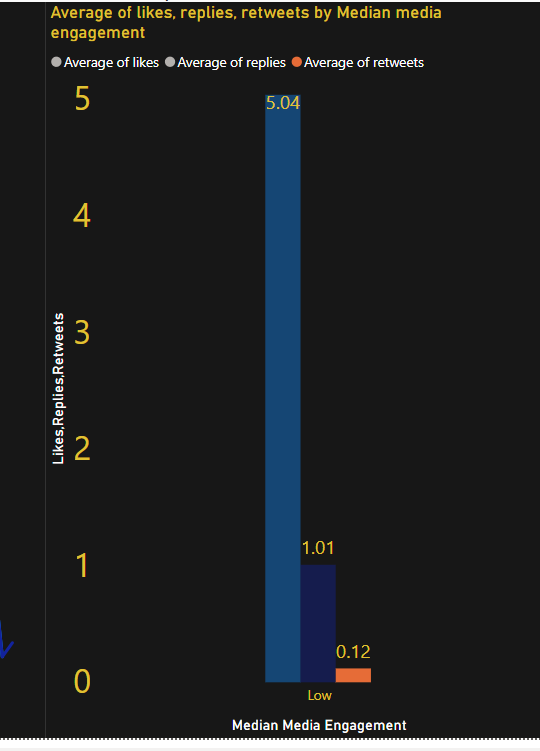 Average of likes, replies, retweets by Median media
engagement
Average of likes Average of replies Average of retweets
5
5.04
4
3
2
1
1.01
0.12
0
Likes,Replies,Retweets
Low
Median Media Engagement